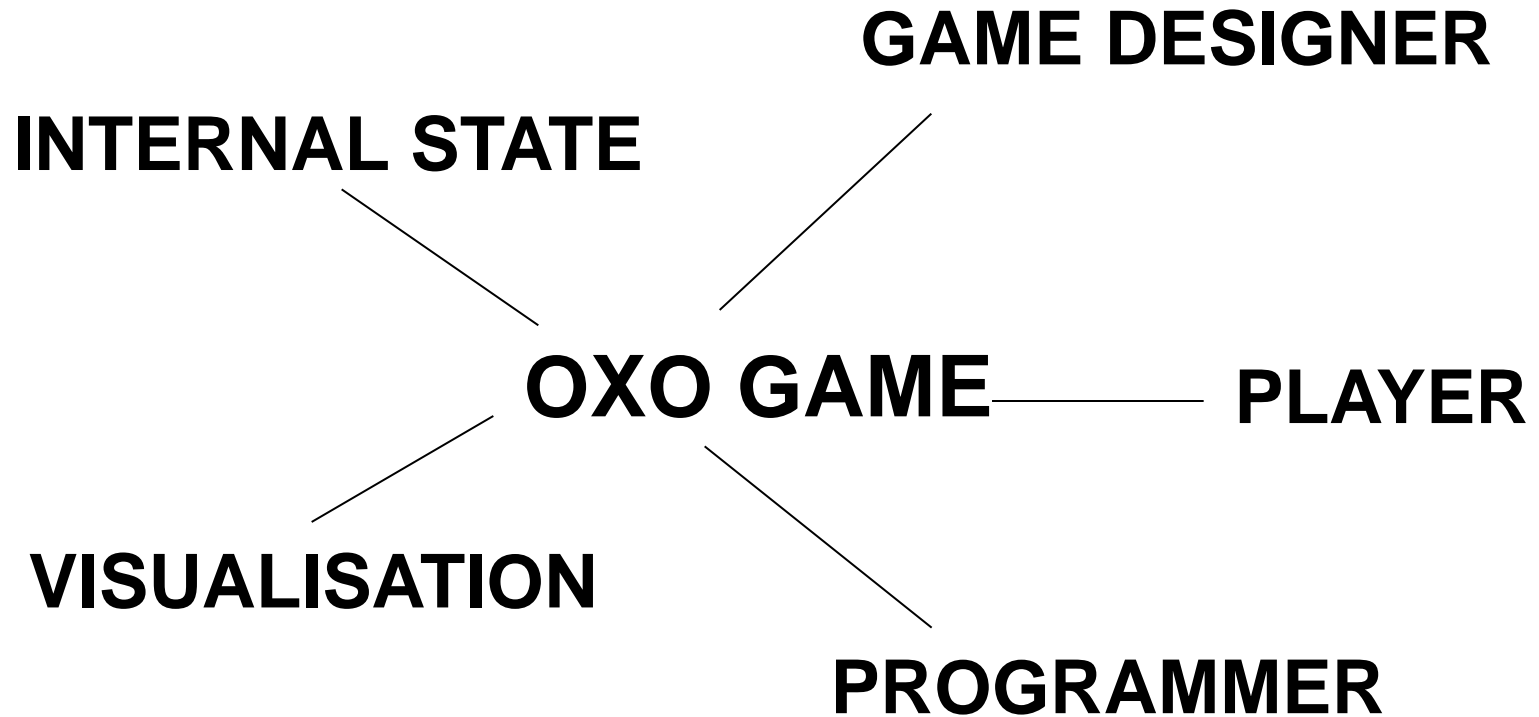 GAME DESIGNER
INTERNAL STATE
OXO GAME
PLAYER
VISUALISATION
PROGRAMMER